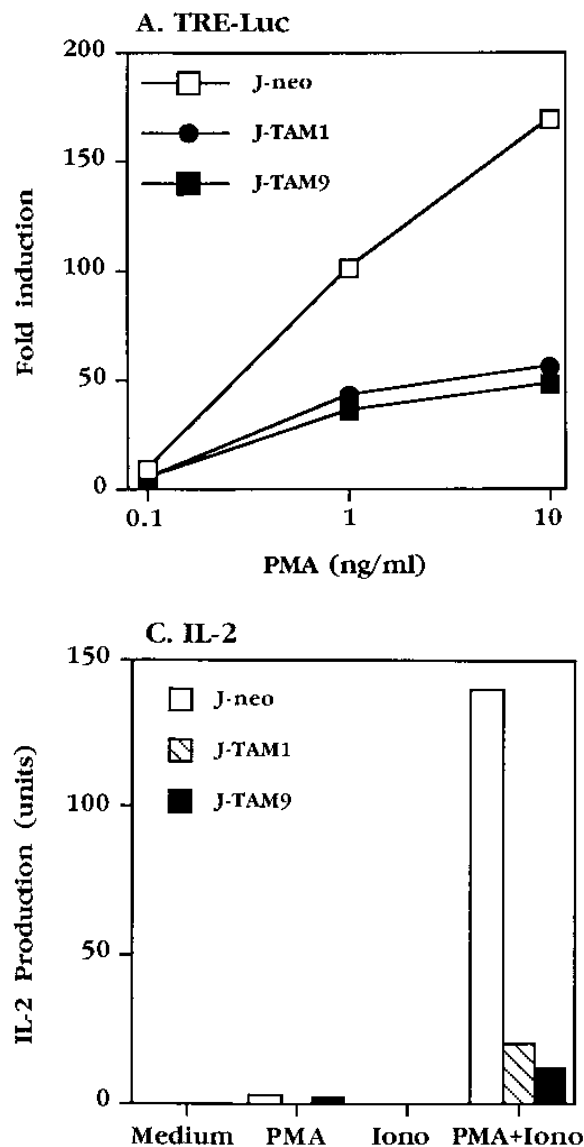 A. TRE-Luc
200
150
100
50
0
Fold induction
J-neo
J-TAM1
J-TAM9
0.1 1 10
PMA (ng/ml)
C. IL-2
150
100
50
0
IL-2 Production (units)
J-neo
J-TAM1
J-TAM9
Medium PMA Iono PMA+Iono